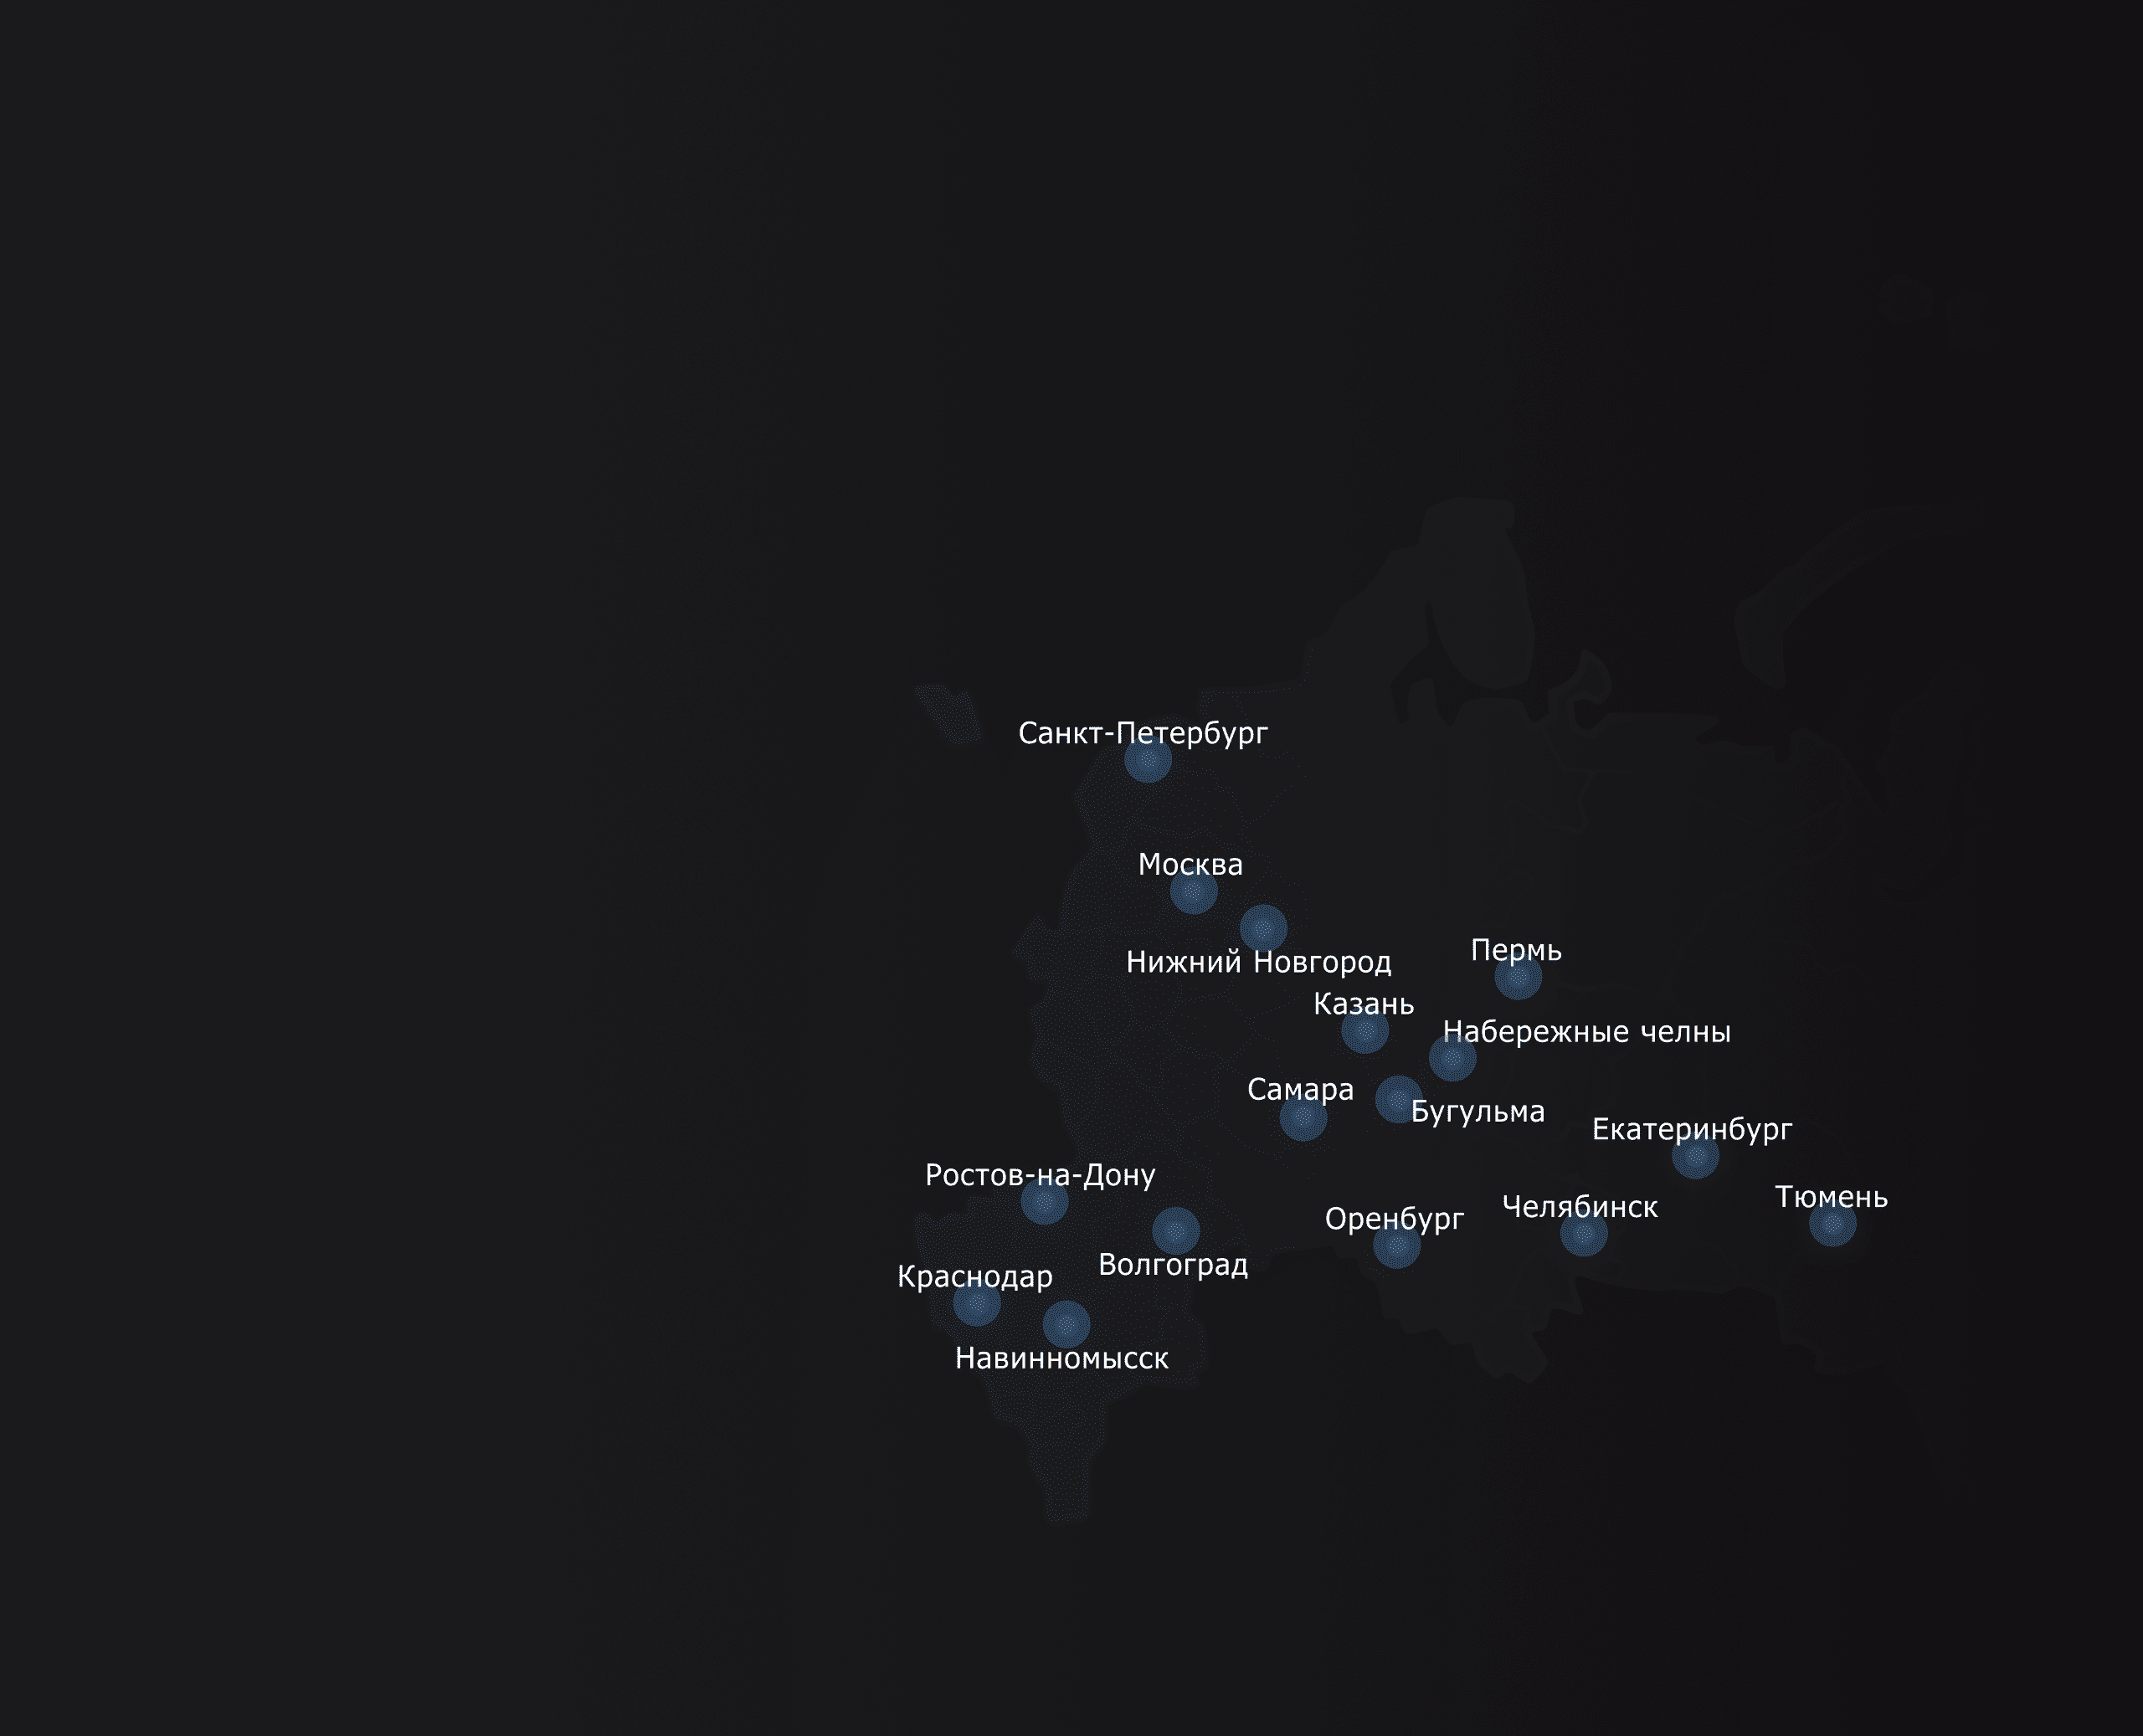 Санкт-Петербург
Москва
Нижний Новгород
Пермь
Казань
Набережные челны
Самара
Бугульма
Екатеринбург
Ростов-на-Дону
Тюмень
Челябинск
Оренбург
Волгоград
Краснодар
Навинномысск